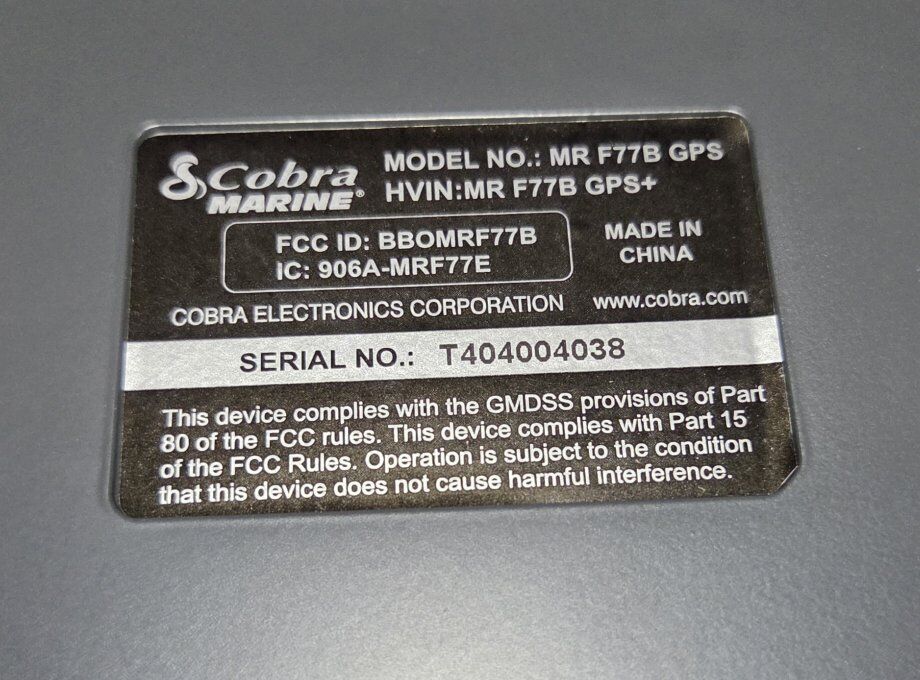 Cobra MARINE®
MODEL NO.: MR F77B GPS
HVIN:MR F77B GPS+
FCC ID: BBOMRF77B
IC: 906A-MRF77E
MADE IN
CHINA
COBRA ELECTRONICS CORPORATION
www.cobra.com
SERIAL NO.: T404004038
This device complies with the GMDSS provisions of Part
80 of the FCC rules. This device complies with Part 15
of the FCC Rules. Operation is subject to the condition
that this device does not cause harmful interference.